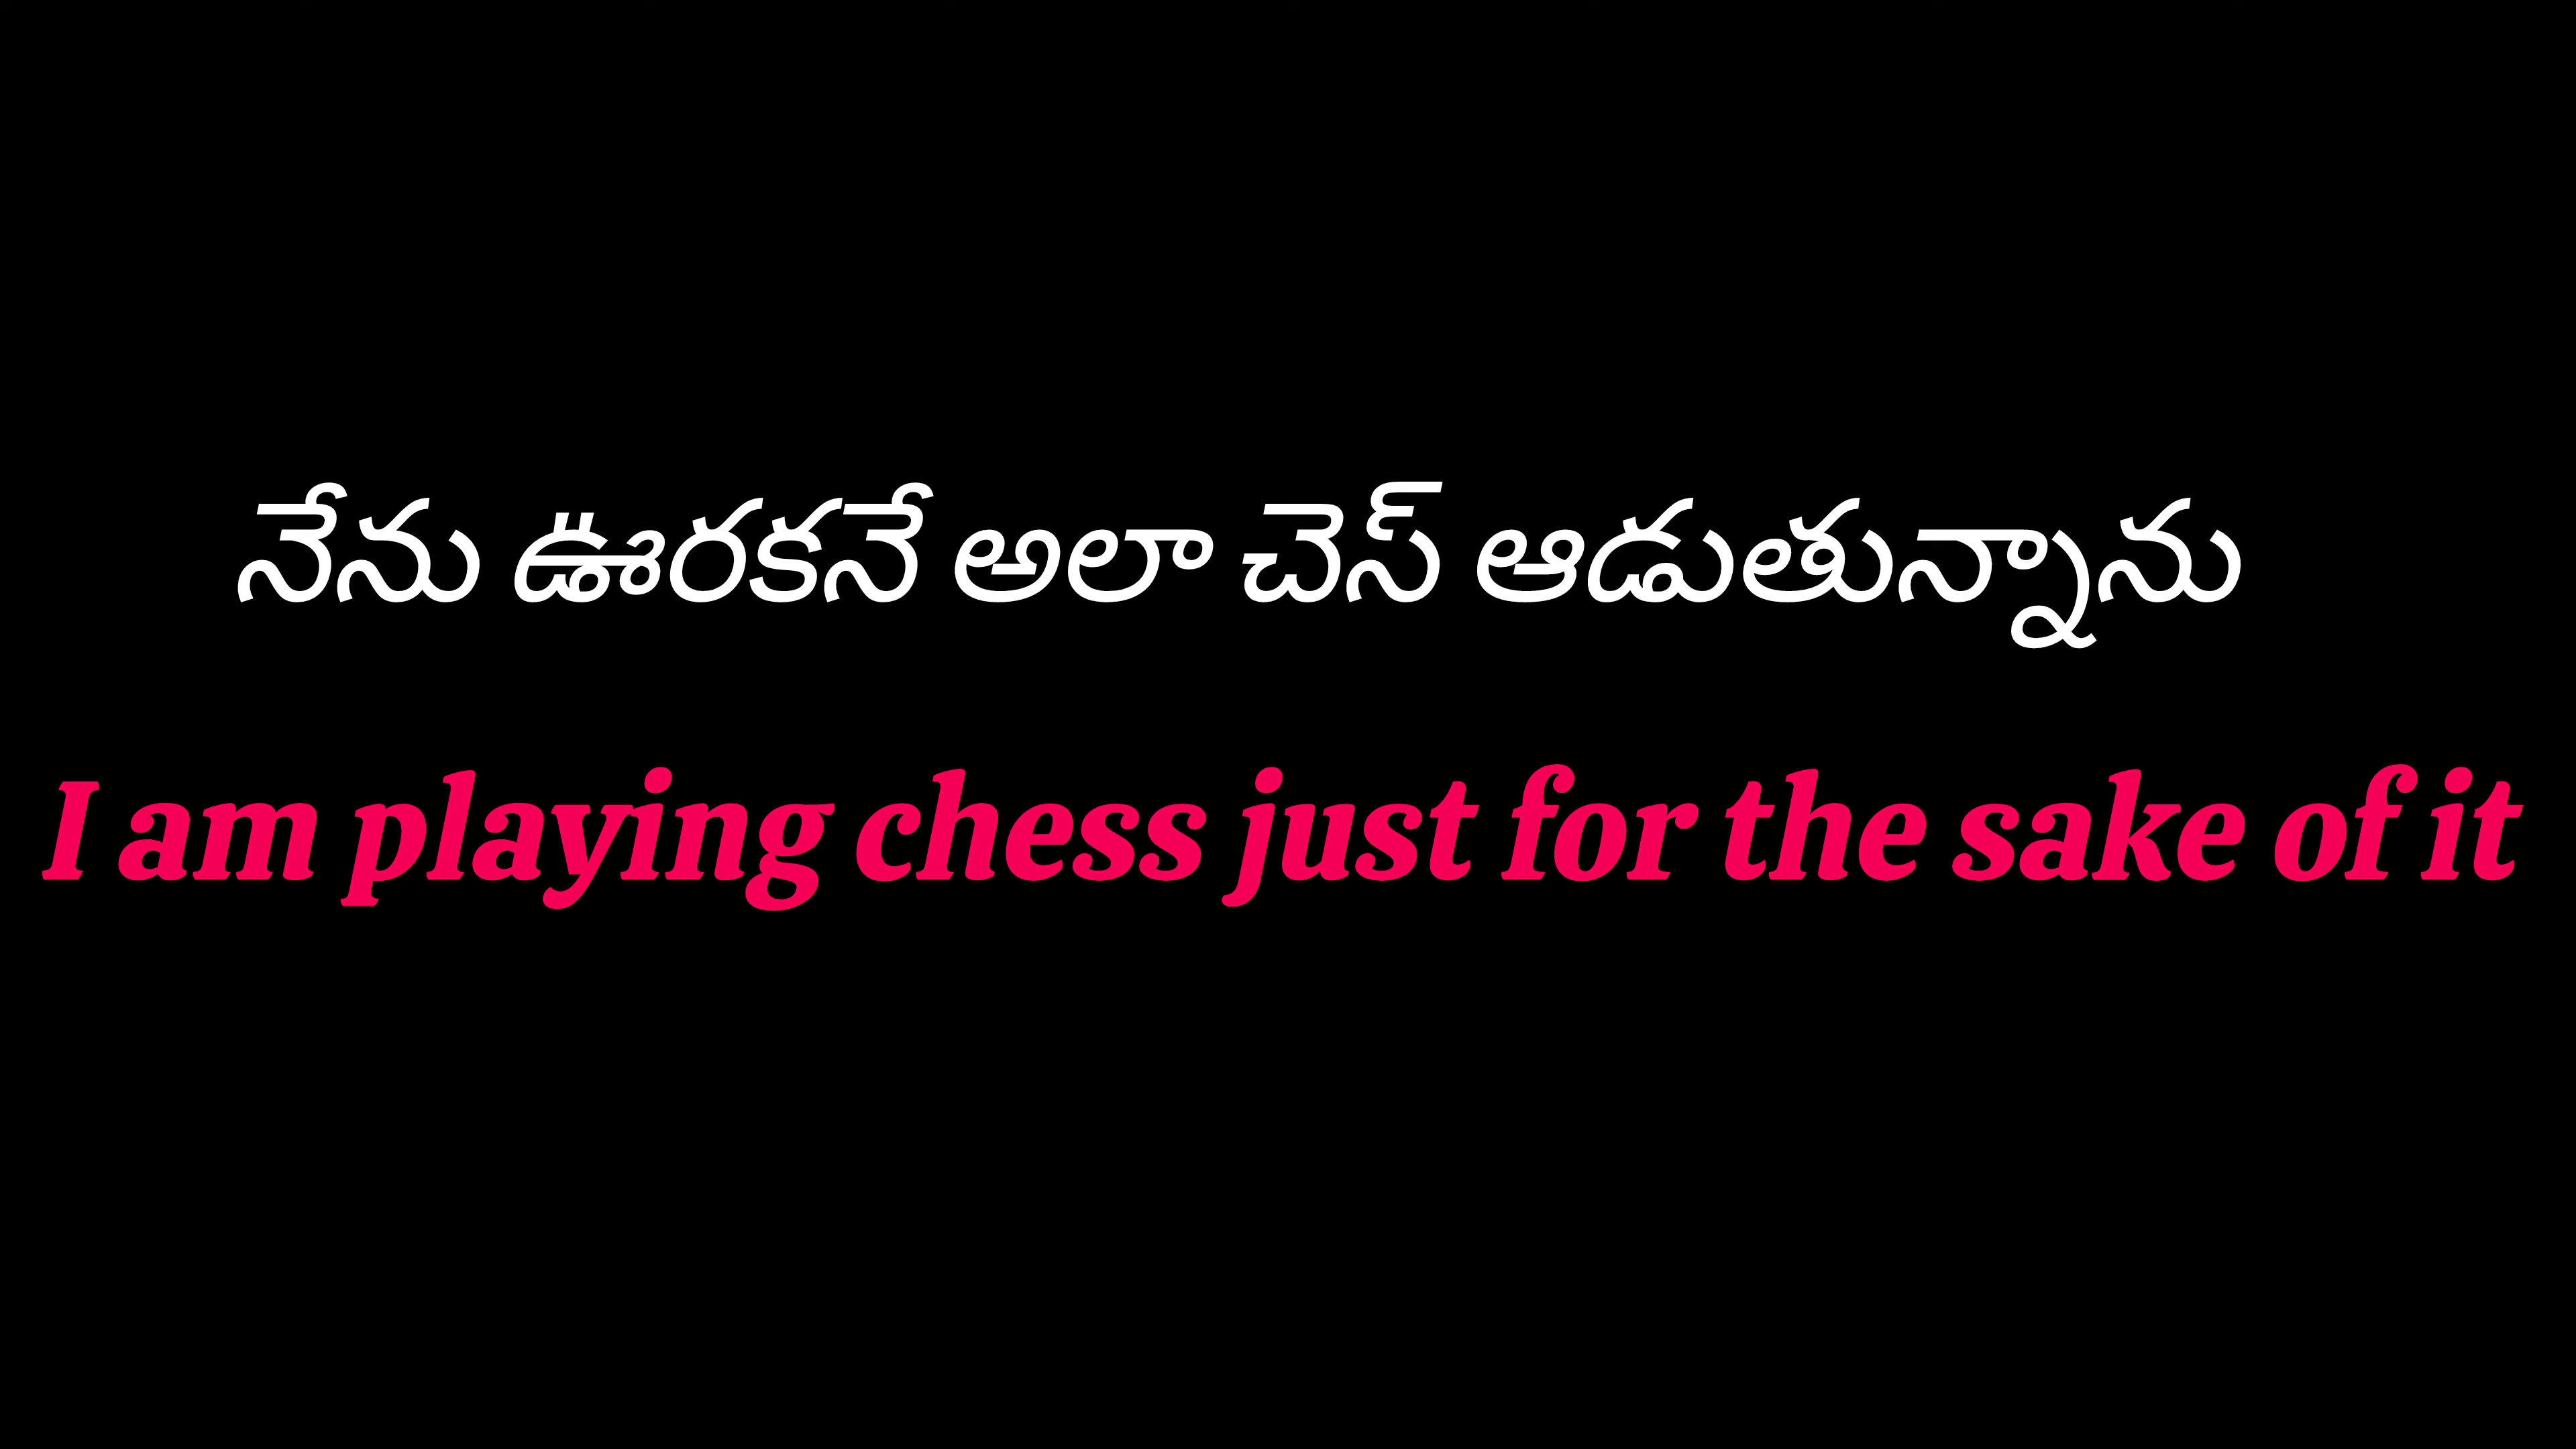 నేను ఊరకనే అలా చెస్ ఆడుతున్నాను
I am playing chess just for the sake of it